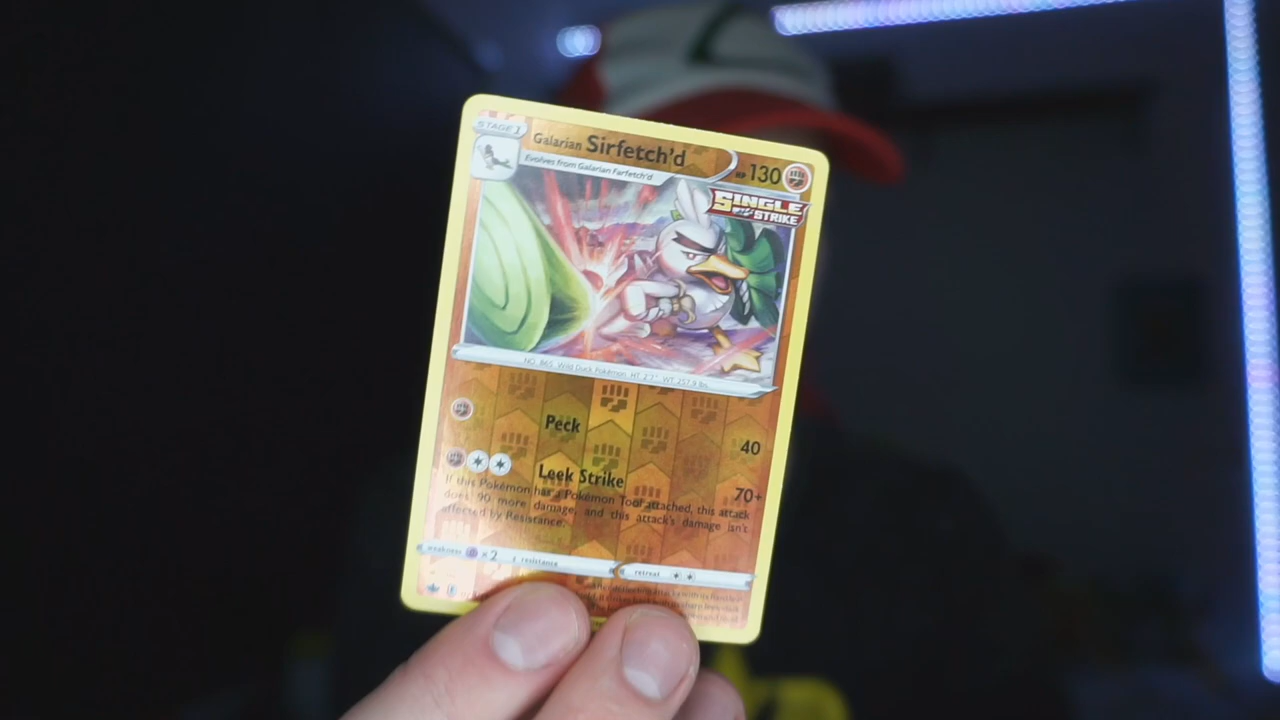 STAGE 1
Galarian Sirfetch'd
130
Evolves from Galarian Farfetch'd
SINGLE
STRIKE
NO. 865 Wild Duck Pokémon HT: 2'7" WT: 257.9 lbs.
Peck
40
Leek Strike
70+
If this Pokémon has a Pokémon Tool attached, this attack
does 90 more damage, and this attack's damage isn't
affected by Resistance.
weakness ×2 resistance
retreat